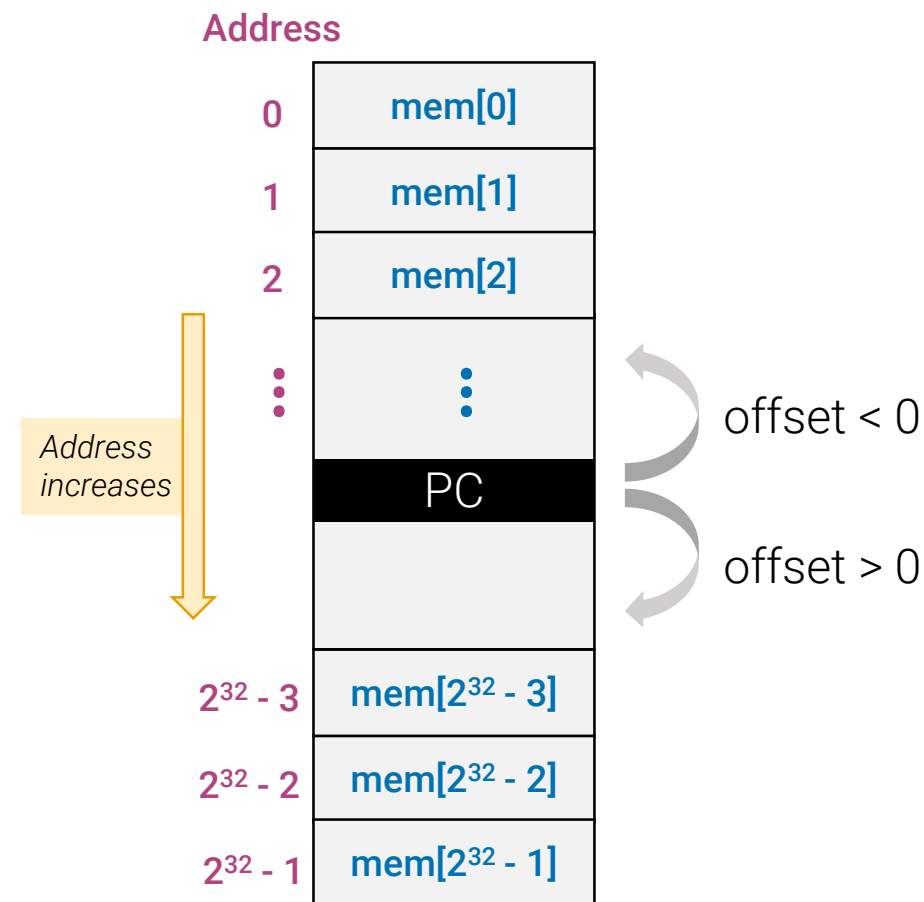 Address
0 mem[0]
1 mem[1]
2 mem[2]
⋮ ⋮
offset < 0
Address
increases
PC
offset > 0
2³² - 3 mem[2³² - 3]
2³² - 2 mem[2³² - 2]
2³² - 1 mem[2³² - 1]